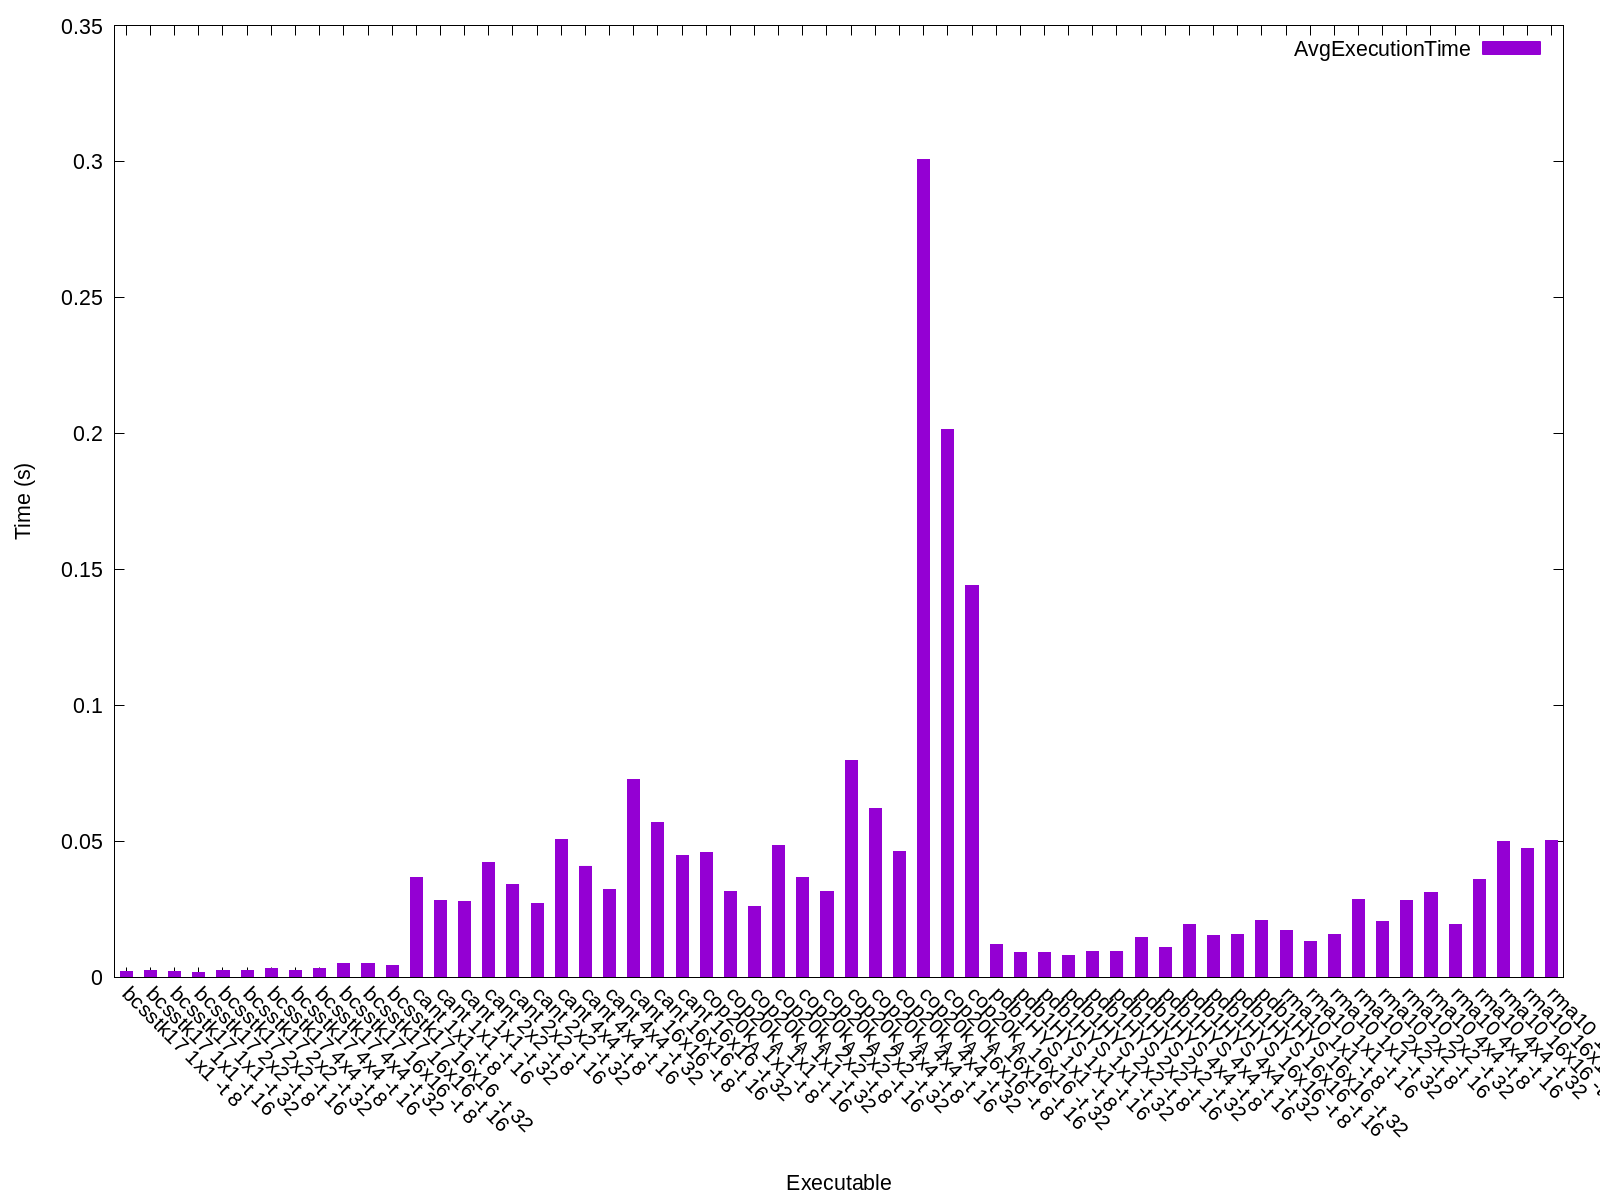 0.35
AvgExecutionTime
0.3
0.25
0.2
0.15
0.1
0.05
0
Time (s)
bcsstk17 1x1 -t 8
bcsstk17 1x1 -t 16
bcsstk17 1x1 -t 32
bcsstk17 2x2 -t 8
bcsstk17 2x2 -t 16
bcsstk17 2x2 -t 32
bcsstk17 4x4 -t 8
bcsstk17 4x4 -t 16
bcsstk17 4x4 -t 32
bcsstk17 16x16 -t 8
bcsstk17 16x16 -t 16
bcsstk17 16x16 -t 32
cant 1x1 -t 8
cant 1x1 -t 16
cant 1x1 -t 32
cant 2x2 -t 8
cant 2x2 -t 16
cant 2x2 -t 32
cant 4x4 -t 8
cant 4x4 -t 16
cant 4x4 -t 32
cant 16x16 -t 8
cant 16x16 -t 16
cant 16x16 -t 32
cop20kA 1x1 -t 8
cop20kA 1x1 -t 16
cop20kA 1x1 -t 32
cop20kA 2x2 -t 8
cop20kA 2x2 -t 16
cop20kA 2x2 -t 32
cop20kA 4x4 -t 8
cop20kA 4x4 -t 16
cop20kA 4x4 -t 32
cop20kA 16x16 -t 8
cop20kA 16x16 -t 16
cop20kA 16x16 -t 32
pdb1HYS 1x1 -t 8
pdb1HYS 1x1 -t 16
pdb1HYS 1x1 -t 32
pdb1HYS 2x2 -t 8
pdb1HYS 2x2 -t 16
pdb1HYS 2x2 -t 32
pdb1HYS 4x4 -t 8
pdb1HYS 4x4 -t 16
pdb1HYS 4x4 -t 32
pdb1HYS 16x16 -t 8
pdb1HYS 16x16 -t 16
pdb1HYS 16x16 -t 32
rma10 1x1 -t 8
rma10 1x1 -t 16
rma10 1x1 -t 32
rma10 2x2 -t 8
rma10 2x2 -t 16
rma10 2x2 -t 32
rma10 4x4 -t 8
rma10 4x4 -t 16
rma10 4x4 -t 32
rma10 16x16 -t
rma10 16x16
rma10
Executable